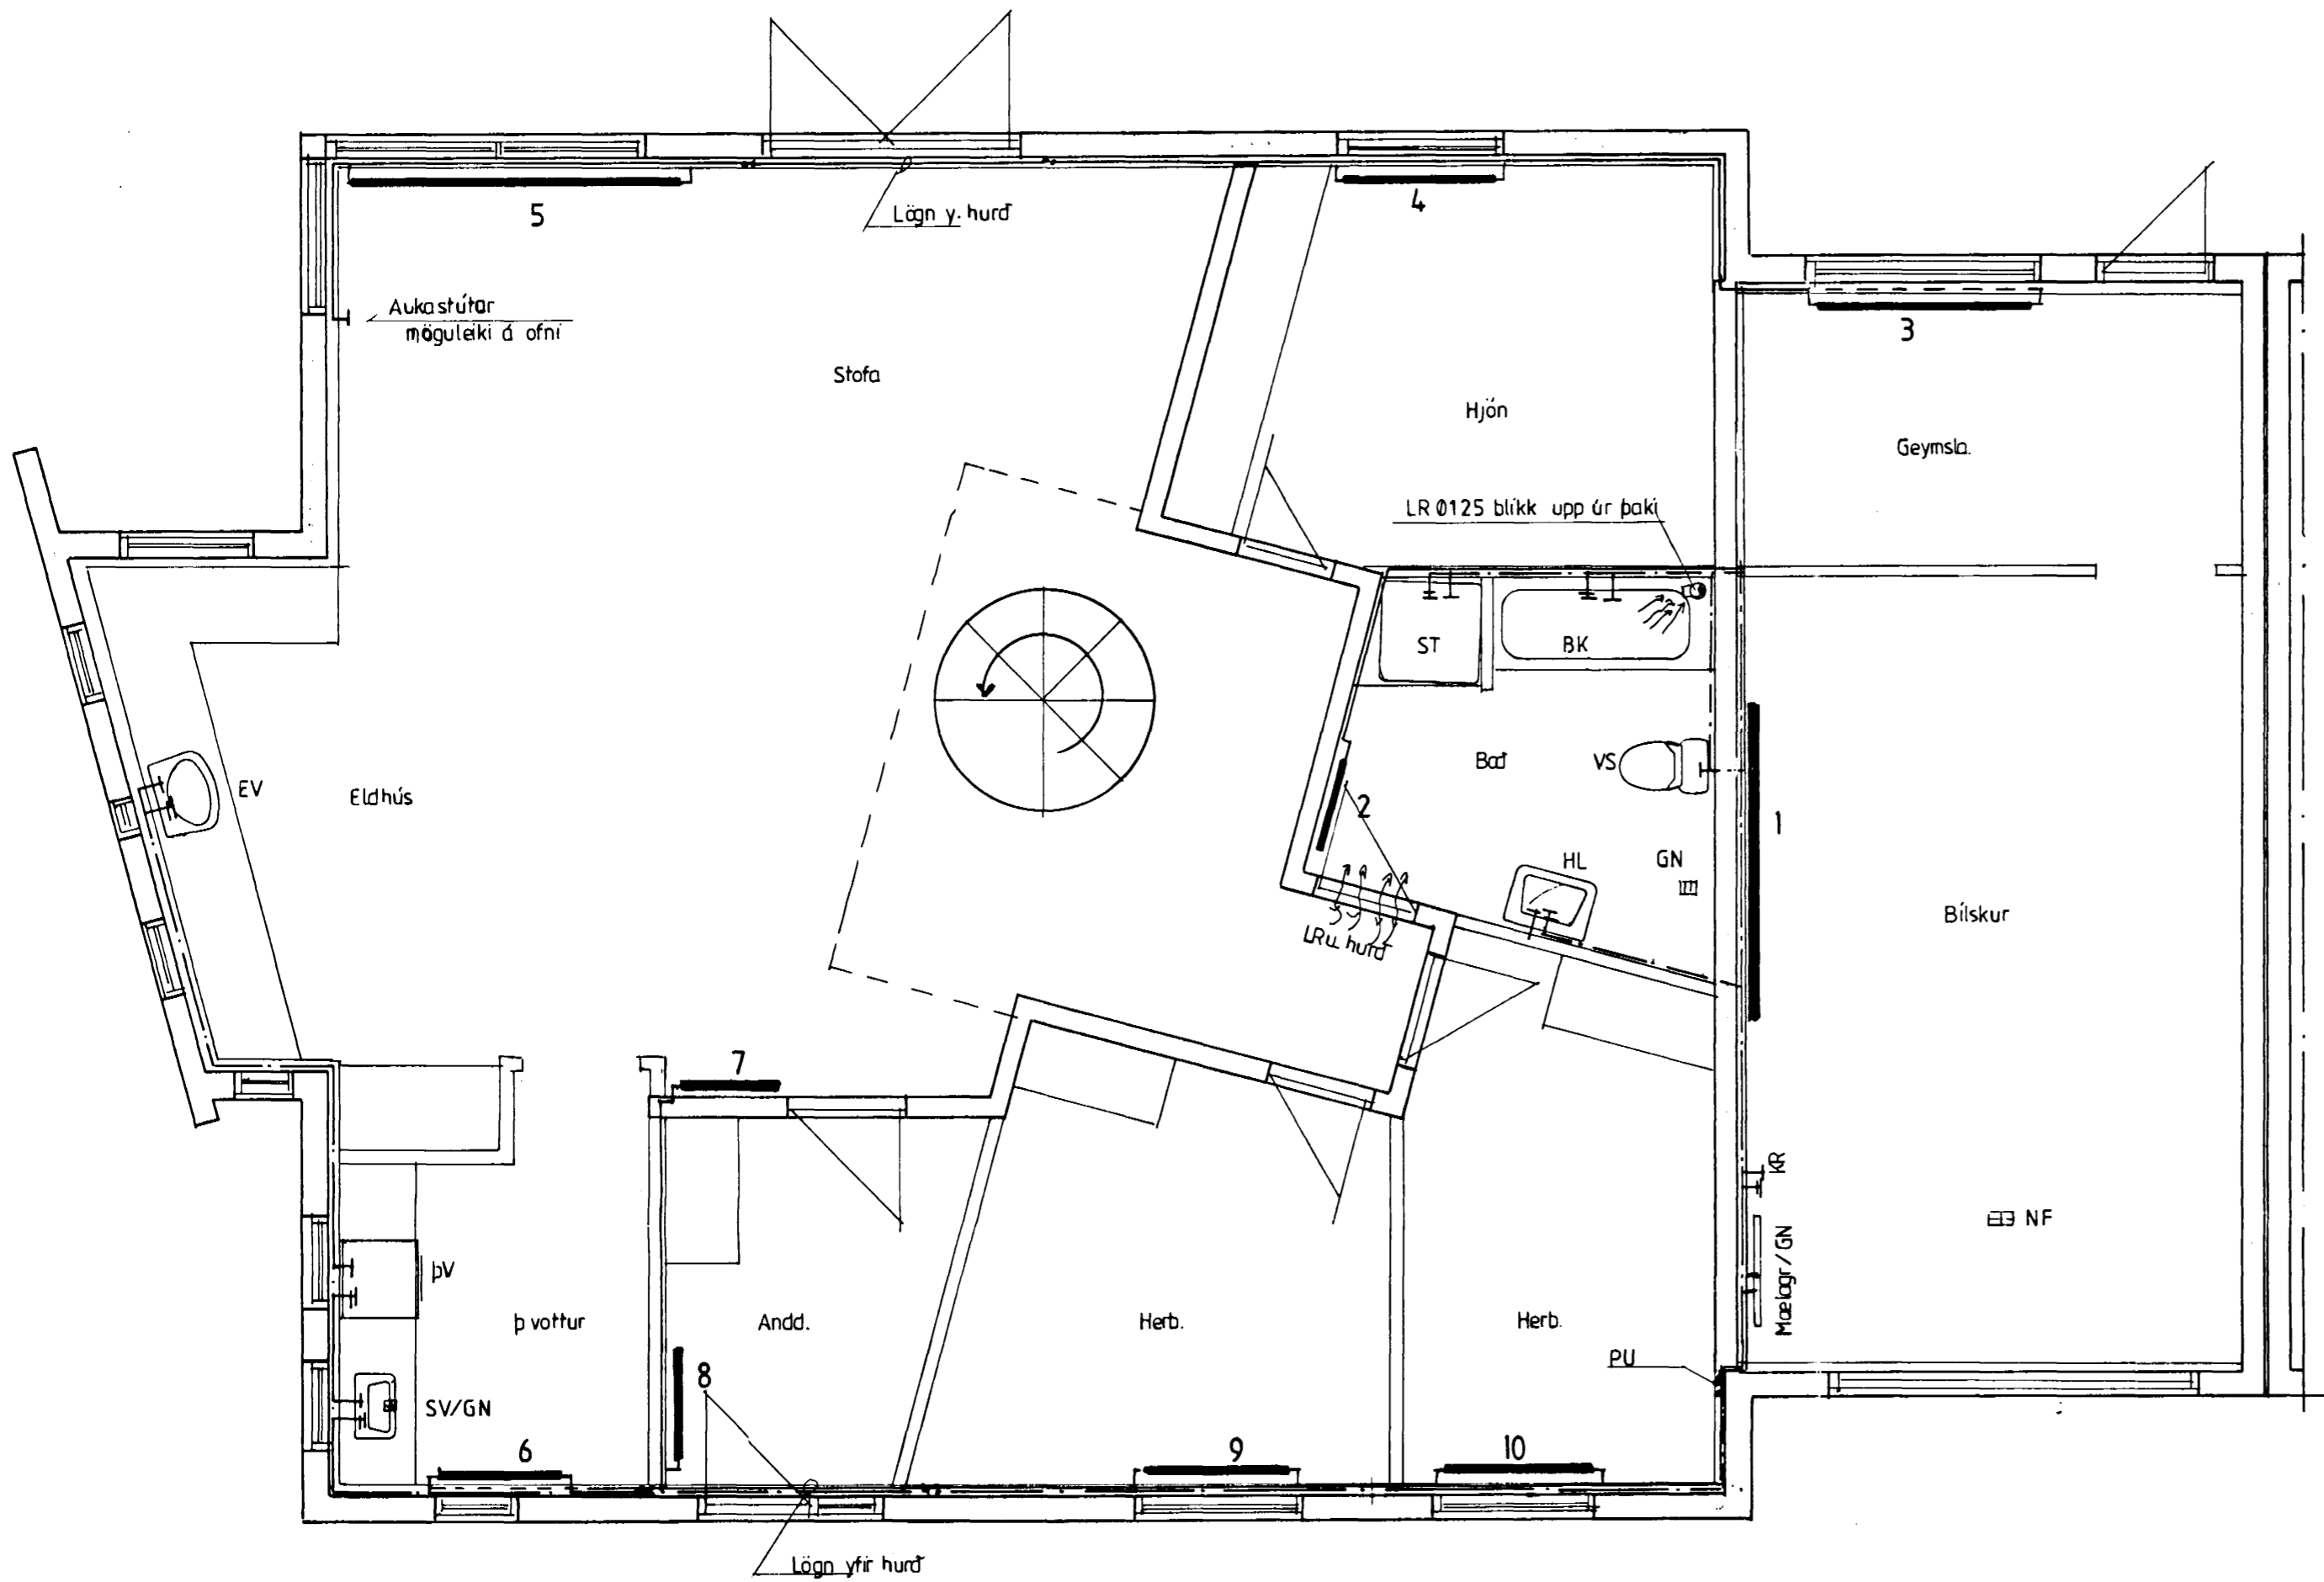 5
Lögn y. hurð
4
Aukastútar
möguleiki á ofni
3
Stofa
Hjón
Geymsla.
LR Ø125 blikk upp úr þaki
ST
BK
EV
Eldhús
Bað
VS
2
1
HL
GN
Bílskur
LR u. hurð
7
KR
NF
Mælagr/GN
þV
þvottur
Andd.
Herb.
Herb.
PU
8
SV/GN
6
9
10
Lögn yfir hurð